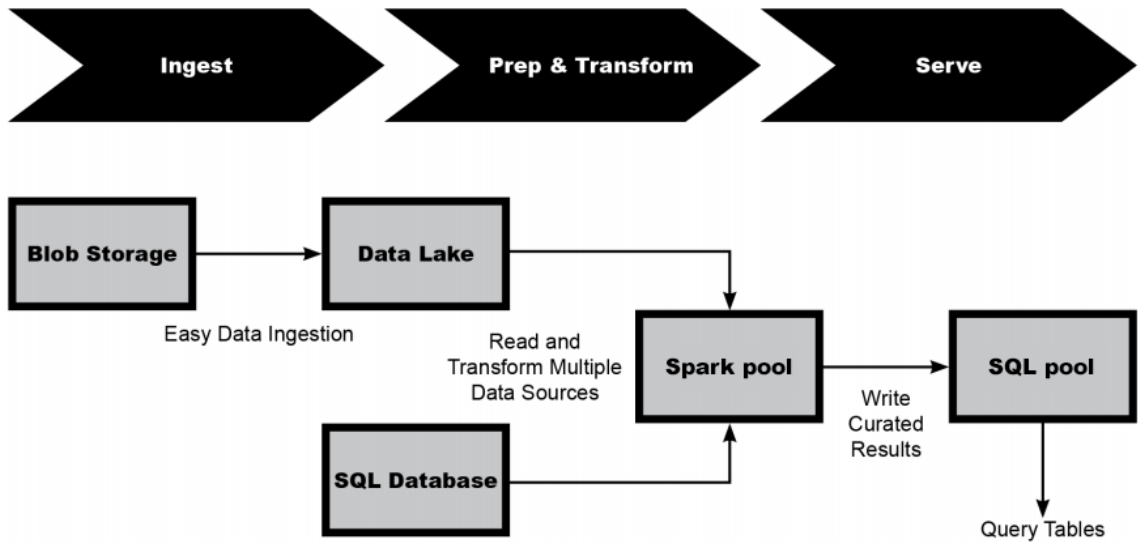 Ingest
Prep & Transform
Serve
Blob Storage
Data Lake
Easy Data Ingestion
Read and
Transform Multiple
Data Sources
Spark pool
SQL pool
Write
Curated
Results
SQL Database
Query Tables